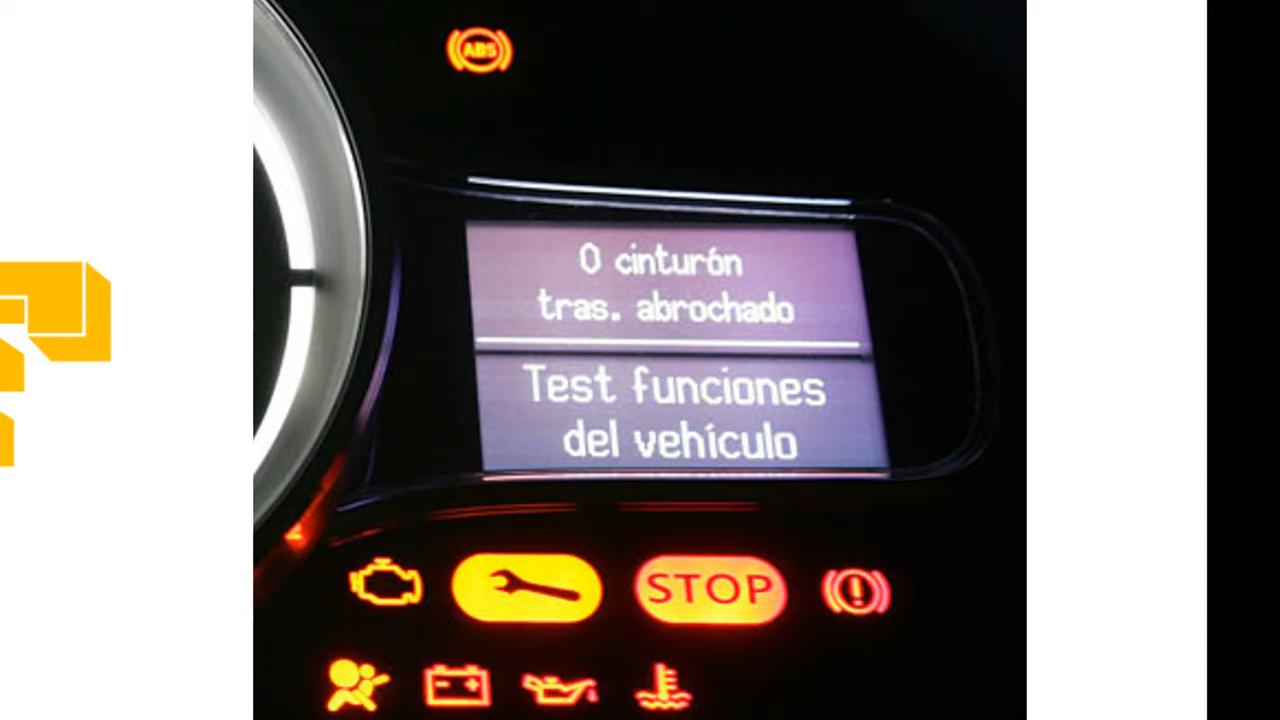 ABS
0 cinturón
tras. abrochado
Test funciones
del vehículo
STOP